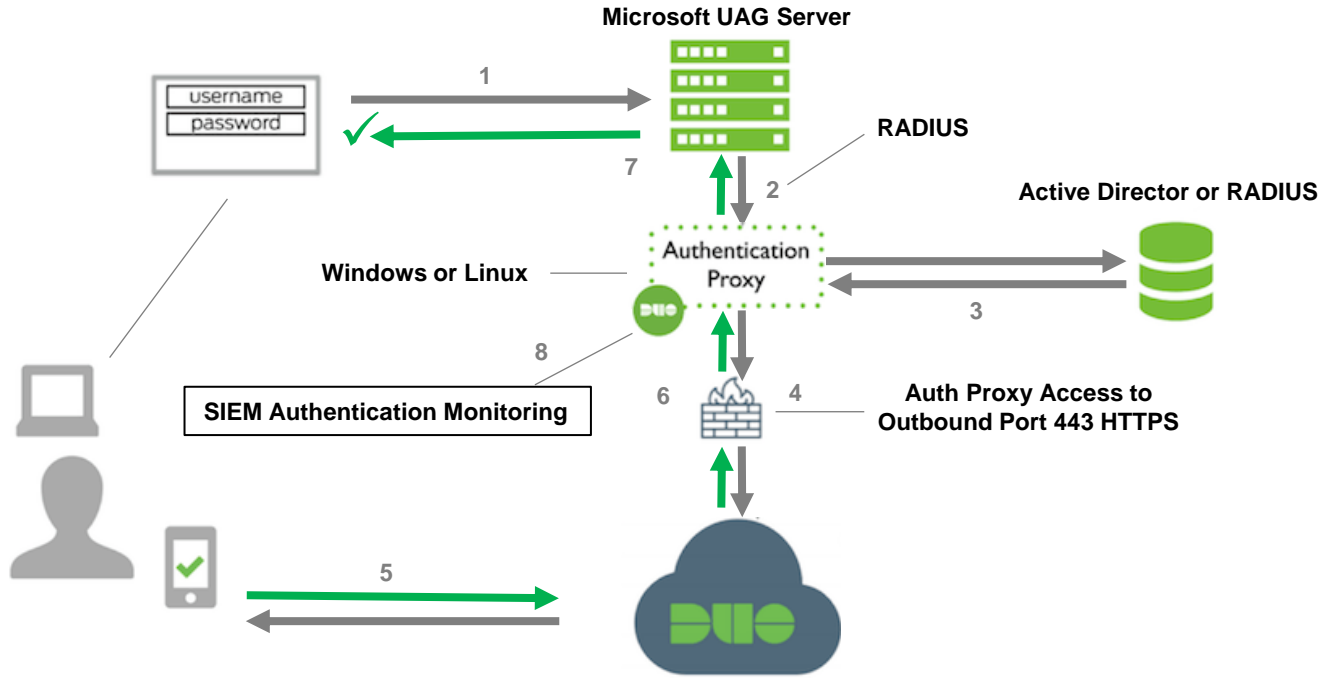 Microsoft UAG Server
username
password
1
7
RADIUS
2
Active Director or RADIUS
Authentication
Proxy
Windows or Linux
DUO
3
8
SIEM Authentication Monitoring
6
4
Auth Proxy Access to
Outbound Port 443 HTTPS
5
DUO